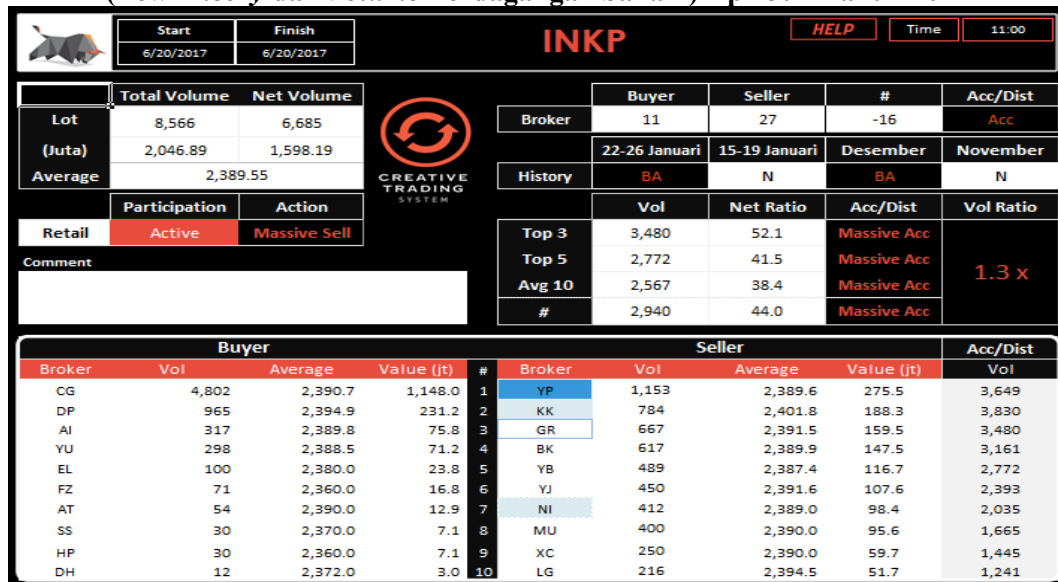 Start Finish INKP HELP Time 11:00
6/20/2017 6/20/2017
Total Volume Net Volume Buyer Seller # Acc/Dist
Lot 8,566 6,685 Broker 11 27 -16 Acc
(Juta) 2,046.89 1,598.19 22-26 Januari 15-19 Januari Desember November
Average 2,389.55 CREATIVE TRADING SYSTEM History BA N BA N
Participation Action Vol Net Ratio Acc/Dist Vol Ratio
Retail Active Massive Sell Top 3 3,480 52.1 Massive Acc
Comment Top 5 2,772 41.5 Massive Acc 1.3 x
Avg 10 2,567 38.4 Massive Acc
# 2,940 44.0 Massive Acc
Buyer Seller Acc/Dist
Broker Vol Average Value (jt) # Broker Vol Average Value (jt) Vol
CG 4,802 2,390.7 1,148.0 1 YP 1,153 2,389.6 275.5 3,649
DP 965 2,394.9 231.2 2 KK 784 2,401.8 188.3 3,830
AI 317 2,389.8 75.8 3 GR 667 2,391.5 159.5 3,480
YU 298 2,388.5 71.2 4 BK 617 2,389.9 147.5 3,161
EL 100 2,380.0 23.8 5 YB 489 2,387.4 116.7 2,772
FZ 71 2,360.0 16.8 6 YJ 450 2,391.6 107.6 2,393
AT 54 2,390.0 12.9 7 NI 412 2,389.0 98.4 2,035
SS 30 2,370.0 7.1 8 MU 400 2,390.0 95.6 1,665
HP 30 2,360.0 7.1 9 XC 250 2,390.0 59.7 1,445
DH 12 2,372.0 3.0 10 LG 216 2,394.5 51.7 1,241